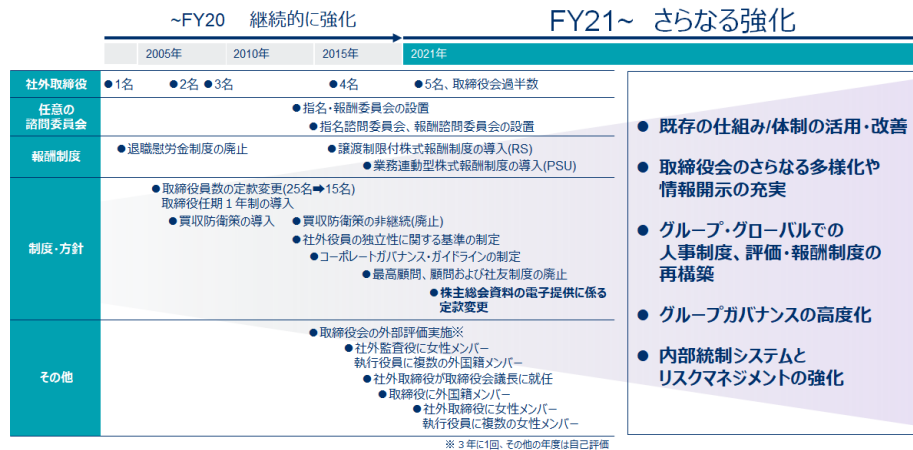 ~FY20 継続的に強化
FY21~ さらなる強化
2005年 2010年 2015年 2021年
社外取締役
●1名 ●2名 ●3名 ●4名 ●5名、取締役会過半数
任意の
諮問委員会
●指名・報酬委員会の設置
●指名諮問委員会、報酬諮問委員会の設置
報酬制度
●退職慰労金制度の廃止 ●譲渡制限付株式報酬制度の導入(RS)
●業務連動型株式報酬制度の導入(PSU)
制度・方針
●取締役員数の定款変更(25名➡15名)
取締役任期1年制の導入
●買収防衛策の導入 ●買収防衛策の非継続(廃止)
●社外役員の独立性に関する基準の制定
●コーポレートガバナンス・ガイドラインの制定
●最高顧問、顧問および社友制度の廃止
●株主総会資料の電子提供に係る
定款変更
その他
●取締役会の外部評価実施※
●社外監査役に女性メンバー
執行役員に複数の外国籍メンバー
●社外取締役が取締役会議長に就任
●取締役に外国籍メンバー
●社外取締役に女性メンバー
執行役員に複数の女性メンバー
※ 3年に1回、その他の年度は自己評価
● 既存の仕組み/体制の活用・改善
● 取締役会のさらなる多様化や
情報開示の充実
● グループ・グローバルでの
人事制度、評価・報酬制度の
再構築
● グループガバナンスの高度化
● 内部統制システムと
リスクマネジメントの強化